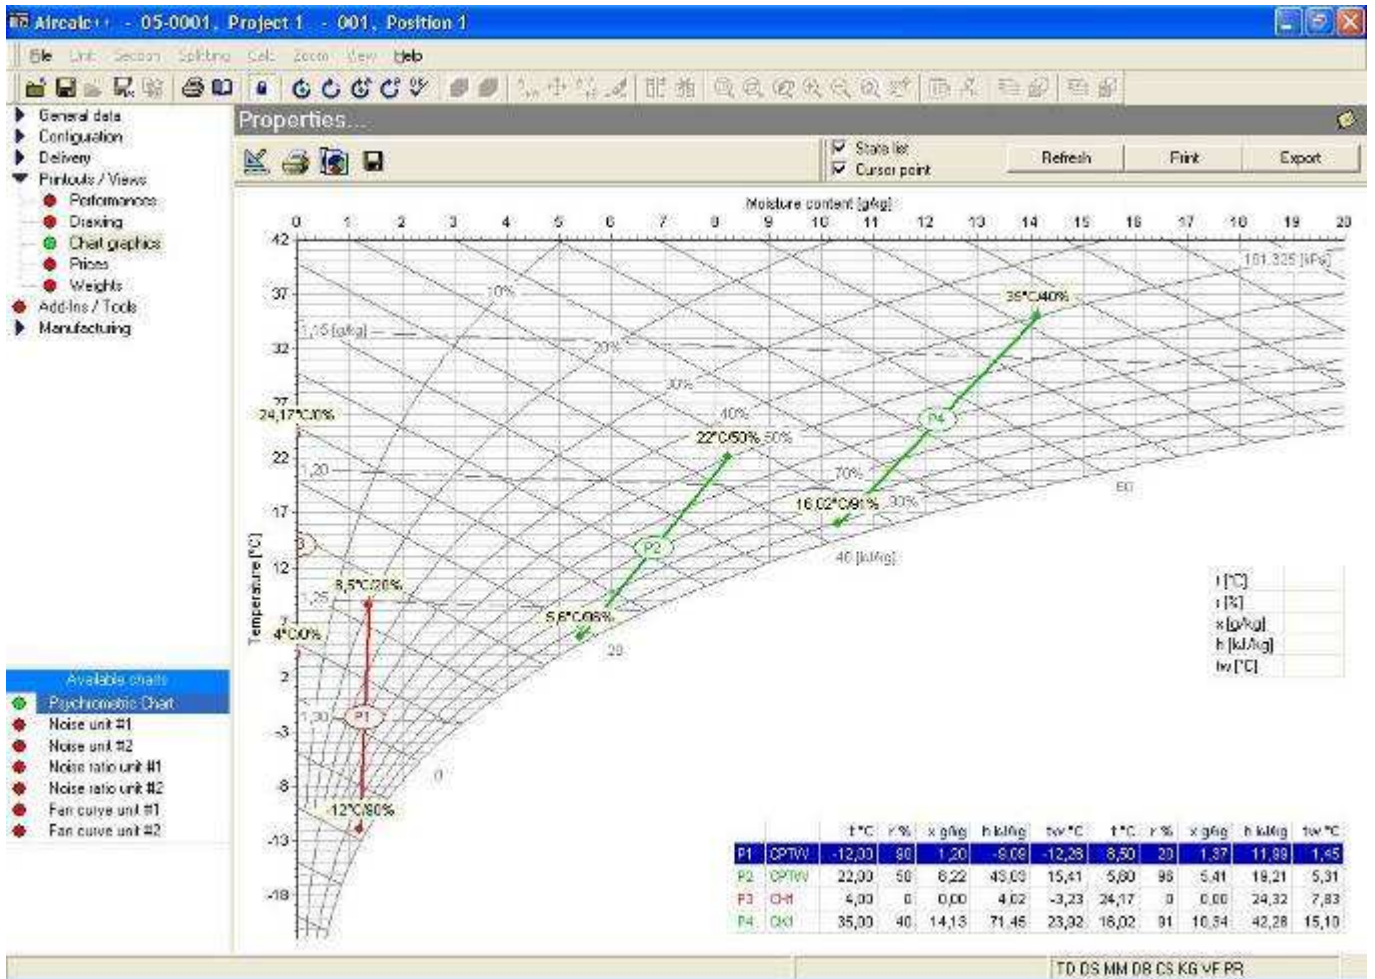 Aircalc++ - 05-0001, Project 1 - 001, Position 1
File Unit Section Splitting Calc Zoom View Help
General data
Configuration
Delivery
Printouts / Views
Performances
Drawing
Chart graphics
Prices
Weights
Add-Ins / Tools
Manufacturing
Properties...
State list
Cursor point
Refresh Print Export
Moisture content [g/kg]
0 1 2 3 4 5 6 7 8 9 10 11 12 13 14 15 16 17 18 19 20
42
37
32
27
22
17
12
7
2
-3
-8
-13
-18
Temperature [°C]
101.325 [kPa]
10%
35°C/40%
1,15 [g/kg]
20%
30%
24,17°C/0%
40%
P4
22°C/50% 50%
1,20
70%
60
16,02°C/91% 90%
3
P2
40 [kJ/kg]
8,5°C/20%
1,25
5,6°C/96%
4°C/0%
20
1,30
P1
0
-12°C/90%
t [°C]
r [%]
x [g/kg]
h [kJ/kg]
tw [°C]
Available charts
Psychrometric Chart
Noise unit #1
Noise unit #2
Noise ratio unit #1
Noise ratio unit #2
Fan curve unit #1
Fan curve unit #2
t °C r % x g/kg h kJ/kg tw °C t °C r % x g/kg h kJ/kg tw °C
P1 CPTW -12,00 90 1,20 -9,09 -12,28 8,50 20 1,37 11,99 1,45
P2 CPTW 22,00 50 8,22 43,03 15,41 5,60 96 5,41 19,21 5,31
P3 CH1 4,00 0 0,00 4,02 -3,23 24,17 0 0,00 24,32 7,83
P4 CK1 35,00 40 14,13 71,45 23,92 16,02 91 10,34 42,28 15,10
TD DS MM DB CS KG VF PR